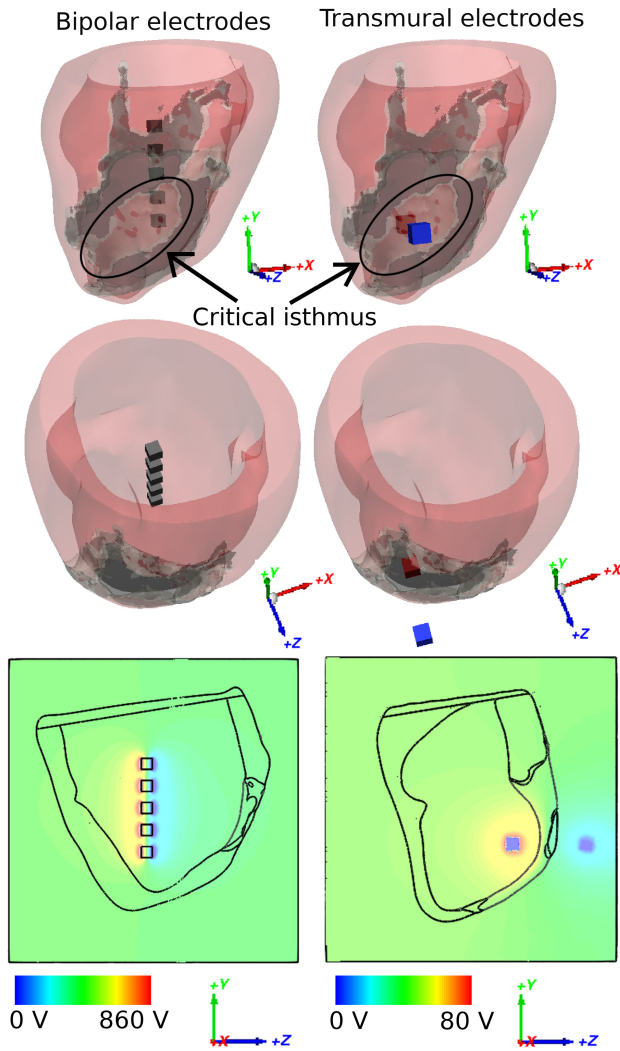 Bipolar electrodes
Transmural electrodes
+Y
+X
+Z
+Y
+X
+Z
Critical isthmus
+Y
+X
+Z
+Y
+X
+Z
0 V
860 V
+Y
+X
+Z
0 V
80 V
+Y
+X
+Z